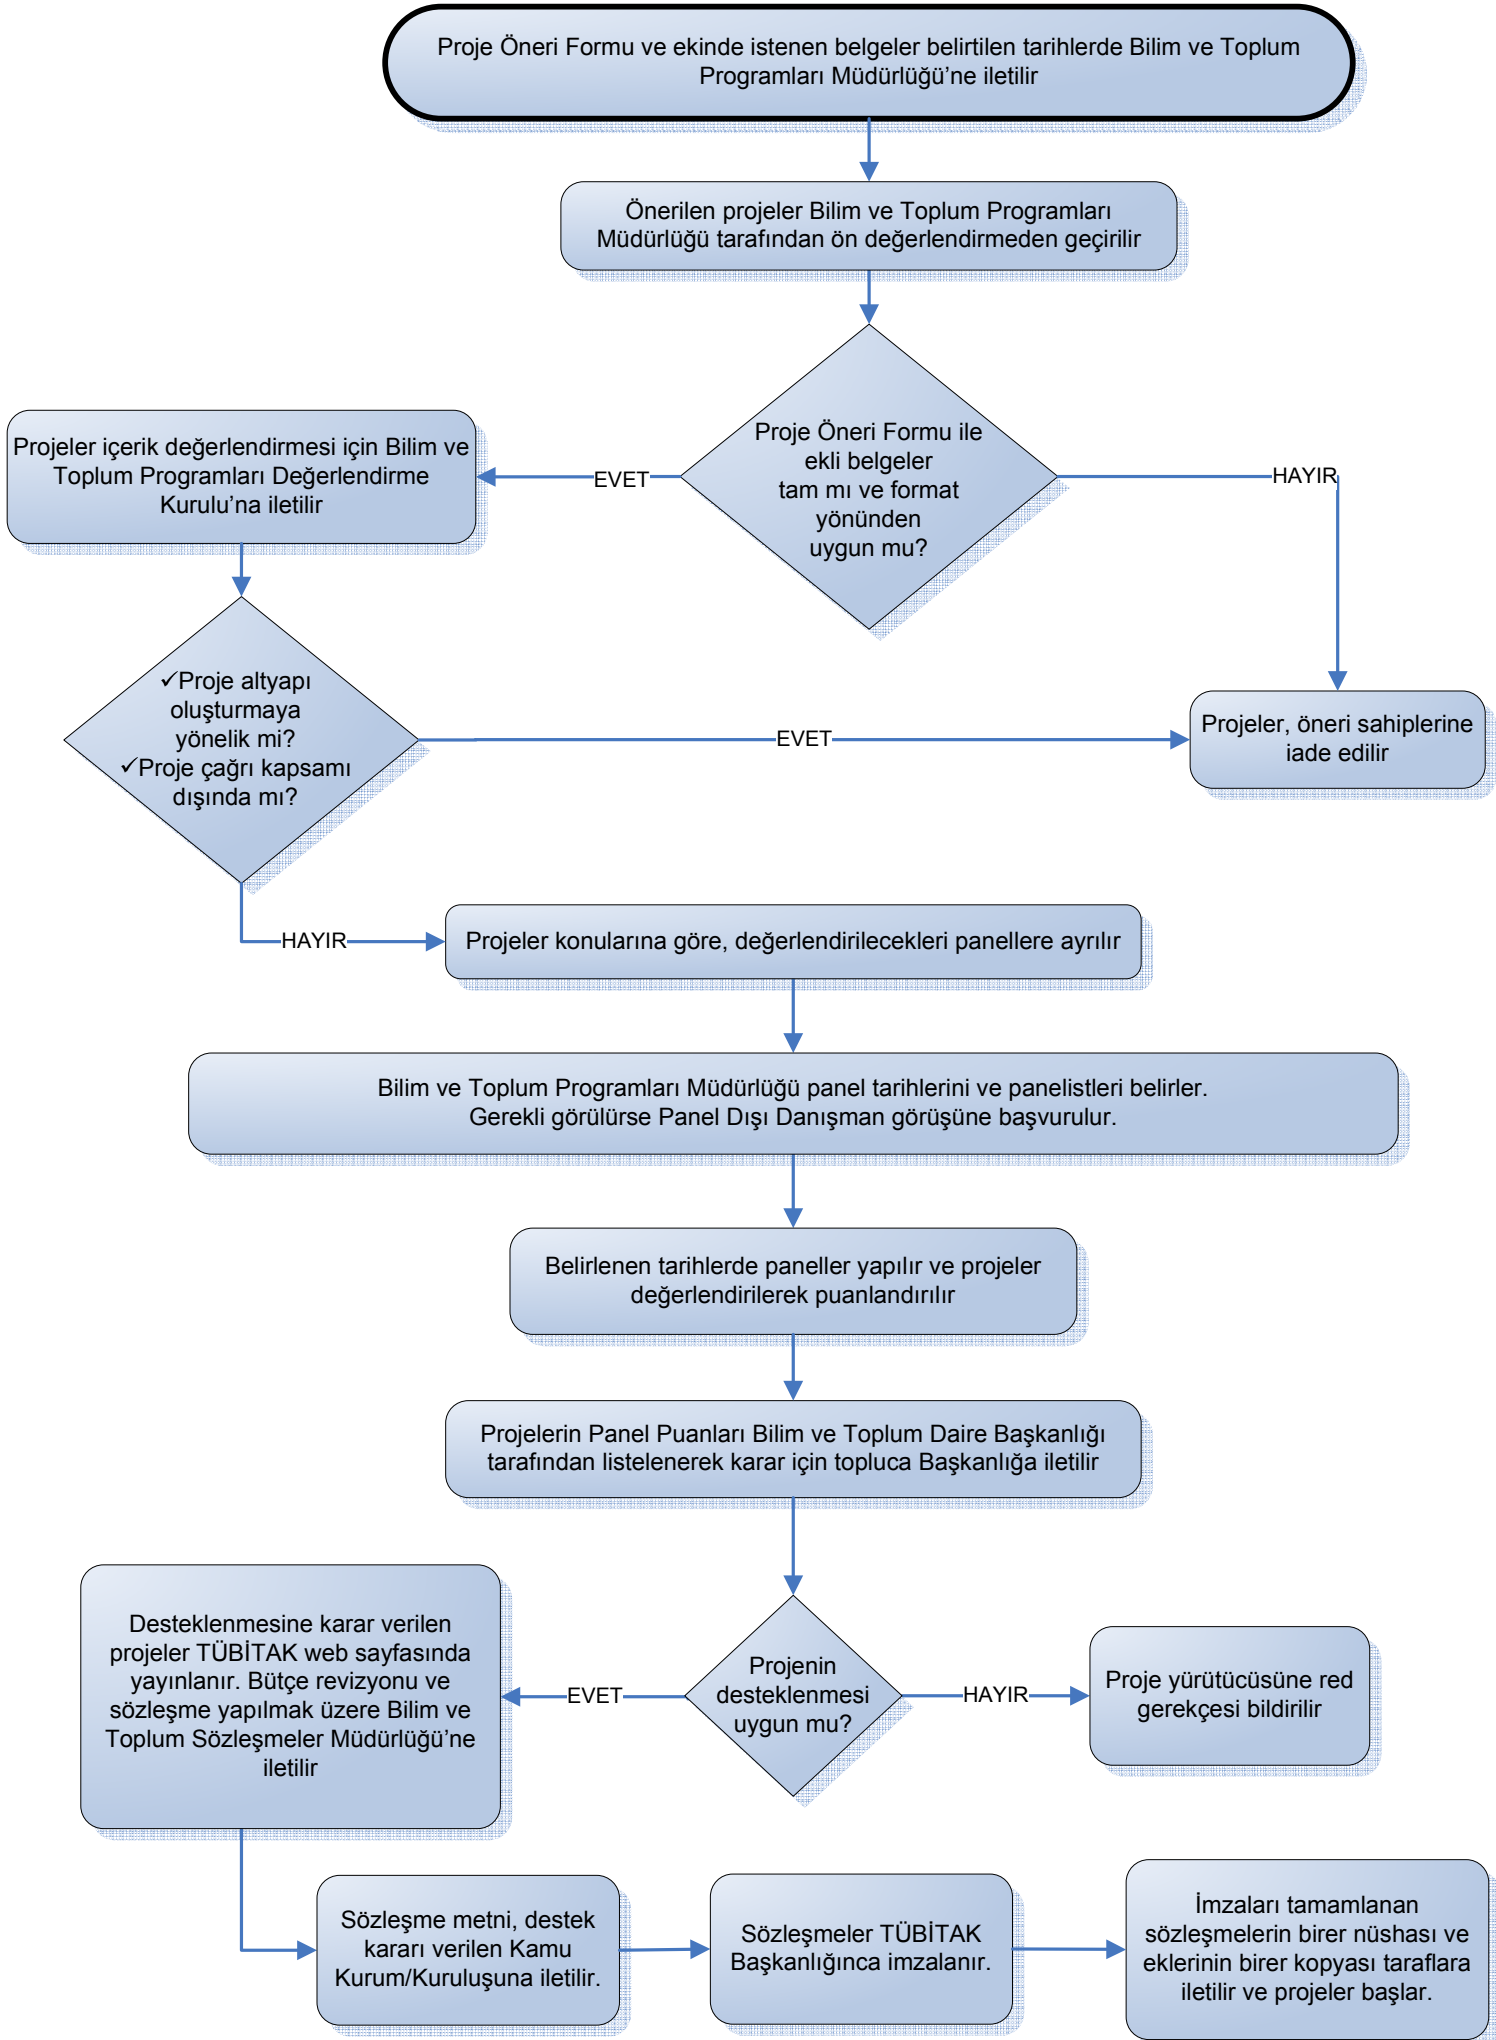 Proje Öneri Formu ve ekinde istenen belgeler belirtilen tarihlerde Bilim ve Toplum
Programları Müdürlüğü’ne iletilir
Önerilen projeler Bilim ve Toplum Programları
Müdürlüğü tarafından ön değerlendirmeden geçirilir
Proje Öneri Formu ile
ekli belgeler
tam mı ve format
yönünden
uygun mu?
EVET
HAYIR
Projeler içerik değerlendirmesi için Bilim ve
Toplum Programları Değerlendirme
Kurulu’na iletilir
✓Proje altyapı
oluşturmaya
yönelik mi?
✓Proje çağrı kapsamı
dışında mı?
EVET
Projeler, öneri sahiplerine
iade edilir
HAYIR
Projeler konularına göre, değerlendirilecekleri panellere ayrılır
Bilim ve Toplum Programları Müdürlüğü panel tarihlerini ve panelistleri belirler.
Gerekli görülürse Panel Dışı Danışman görüşüne başvurulur.
Belirlenen tarihlerde paneller yapılır ve projeler
değerlendirilerek puanlandırılır
Projelerin Panel Puanları Bilim ve Toplum Daire Başkanlığı
tarafından listelenerek karar için topluca Başkanlığa iletilir
Projenin
desteklenmesi
uygun mu?
EVET
HAYIR
Desteklenmesine karar verilen
projeler TÜBİTAK web sayfasında
yayınlanır. Bütçe revizyonu ve
sözleşme yapılmak üzere Bilim ve
Toplum Sözleşmeler Müdürlüğü’ne
iletilir
Proje yürütücüsüne red
gerekçesi bildirilir
Sözleşme metni, destek
kararı verilen Kamu
Kurum/Kuruluşuna iletilir.
Sözleşmeler TÜBİTAK
Başkanlığınca imzalanır.
İmzaları tamamlanan
sözleşmelerin birer nüshası ve
eklerinin birer kopyası taraflara
iletilir ve projeler başlar.